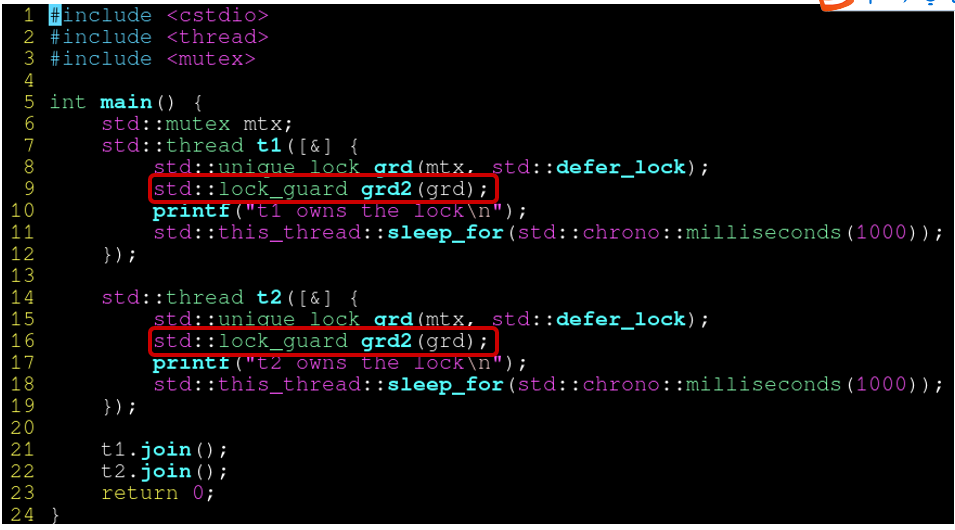 1 #include <cstdio>
2 #include <thread>
3 #include <mutex>
4
5 int main() {
6     std::mutex mtx;
7     std::thread t1([&] {
8         std::unique_lock grd(mtx, std::defer_lock);
9         std::lock_guard grd2(grd);
10         printf("t1 owns the lock\n");
11         std::this_thread::sleep_for(std::chrono::milliseconds(1000));
12     });
13
14     std::thread t2([&] {
15         std::unique_lock grd(mtx, std::defer_lock);
16         std::lock_guard grd2(grd);
17         printf("t2 owns the lock\n");
18         std::this_thread::sleep_for(std::chrono::milliseconds(1000));
19     });
20
21     t1.join();
22     t2.join();
23     return 0;
24 }